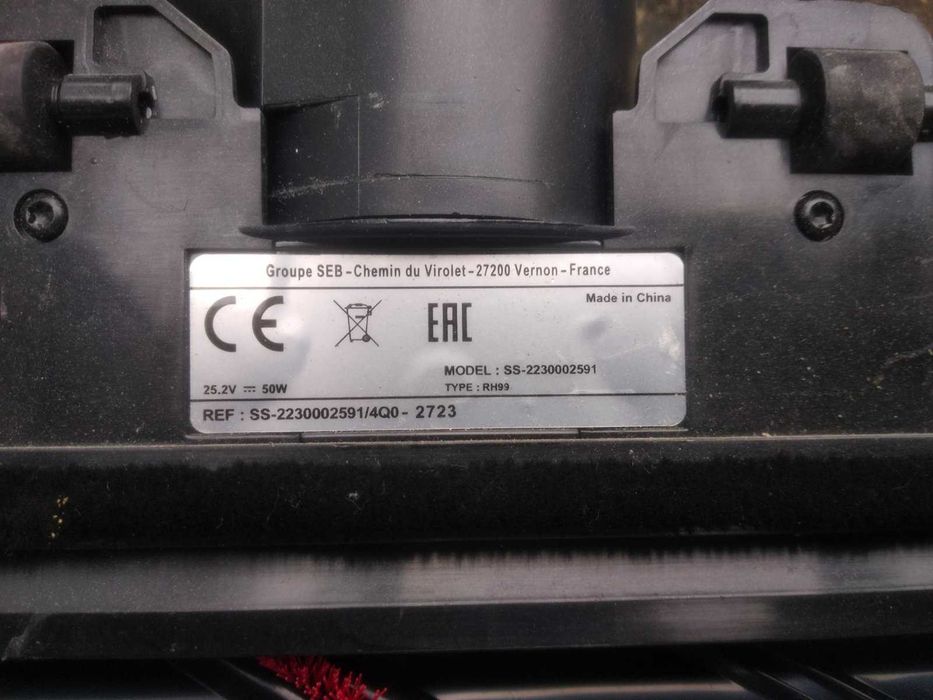 Groupe SEB - Chemin du Virolet - 27200 Vernon - France
CE
EAC
Made in China
MODEL : SS-2230002591
25.2V ⎓ 50W
TYPE : RH99
REF : SS-2230002591/4Q0 - 2723